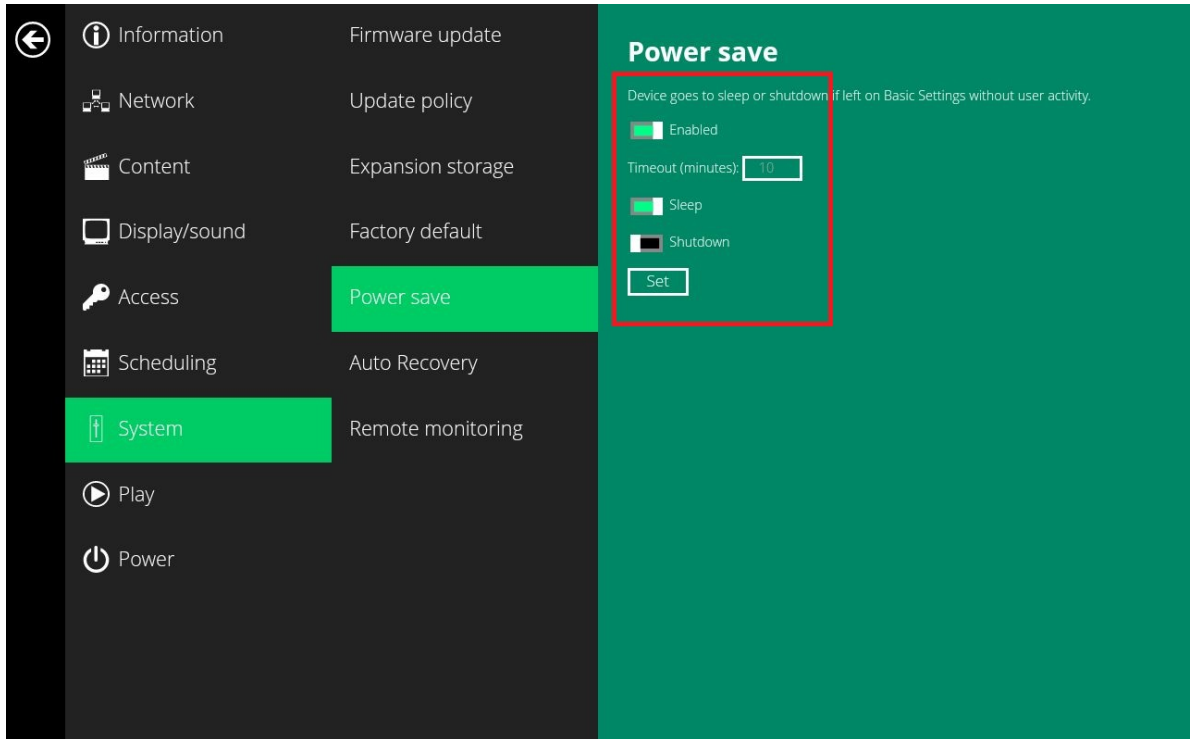 Information
Network
Content
Display/sound
Access
Scheduling
System
Play
Power
Firmware update
Update policy
Expansion storage
Factory default
Power save
Auto Recovery
Remote monitoring
Power save
Device goes to sleep or shutdown if left on Basic Settings without user activity.
Enabled
Timeout (minutes): 10
Sleep
Shutdown
Set